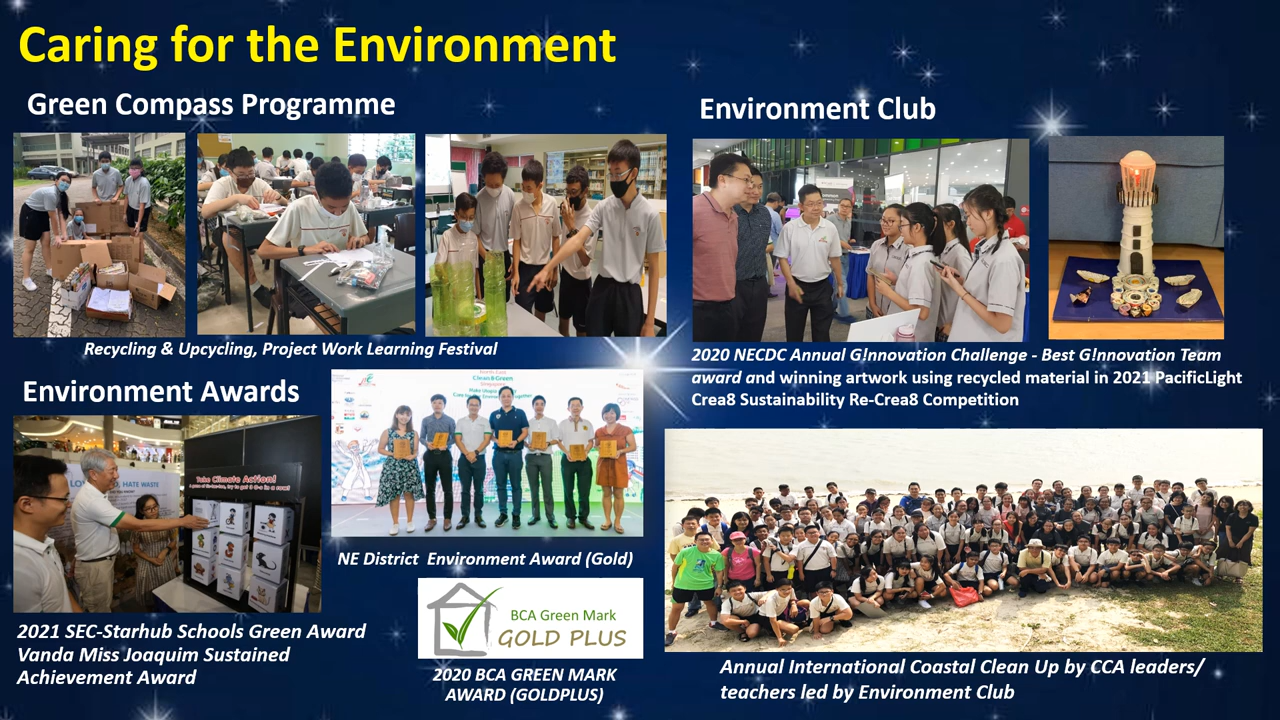 Caring for the Environment
Green Compass Programme
Recycling & Upcycling, Project Work Learning Festival
Environment Club
2020 NECDC Annual G!nnovation Challenge - Best G!nnovation Team
award and winning artwork using recycled material in 2021 PacificLight
Crea8 Sustainability Re-Crea8 Competition
Environment Awards
HATE WASTE
Take Climate Action!
2021 SEC-Starhub Schools Green Award
Vanda Miss Joaquim Sustained
Achievement Award
North East
Clean & Green
Singapore
NE District Environment Award (Gold)
BCA Green Mark
GOLD PLUS
2020 BCA GREEN MARK
AWARD (GOLDPLUS)
Annual International Coastal Clean Up by CCA leaders/
teachers led by Environment Club